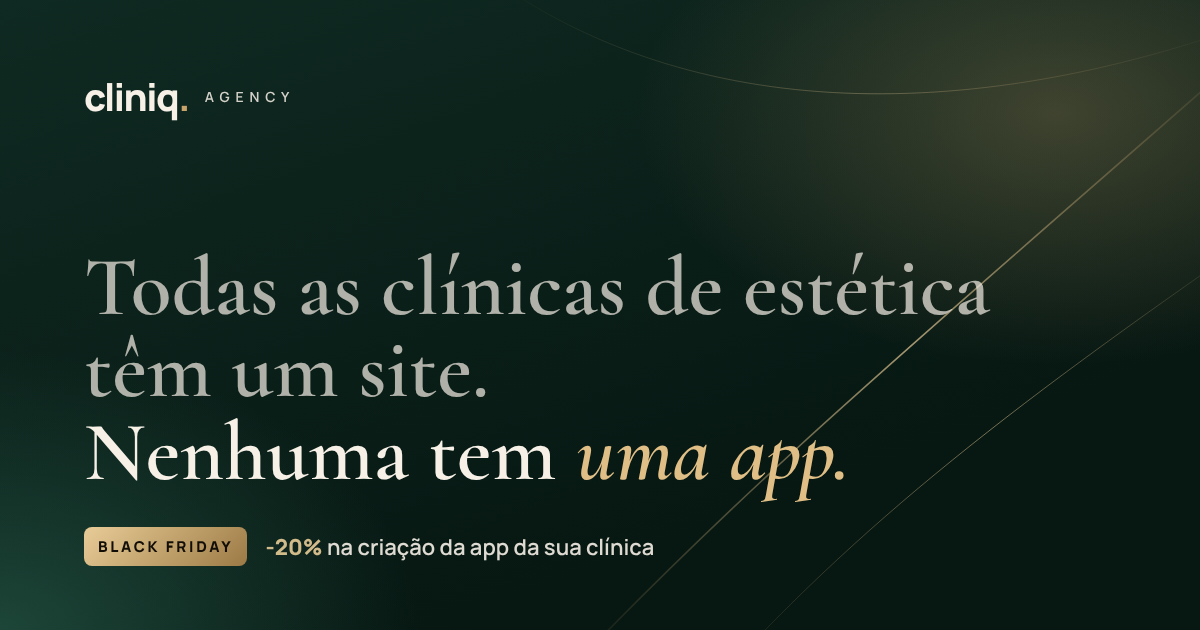 cliniq. AGENCY
Todas as clínicas de estética
têm um site.
Nenhuma tem uma app.
BLACK FRIDAY -20% na criação da app da sua clínica